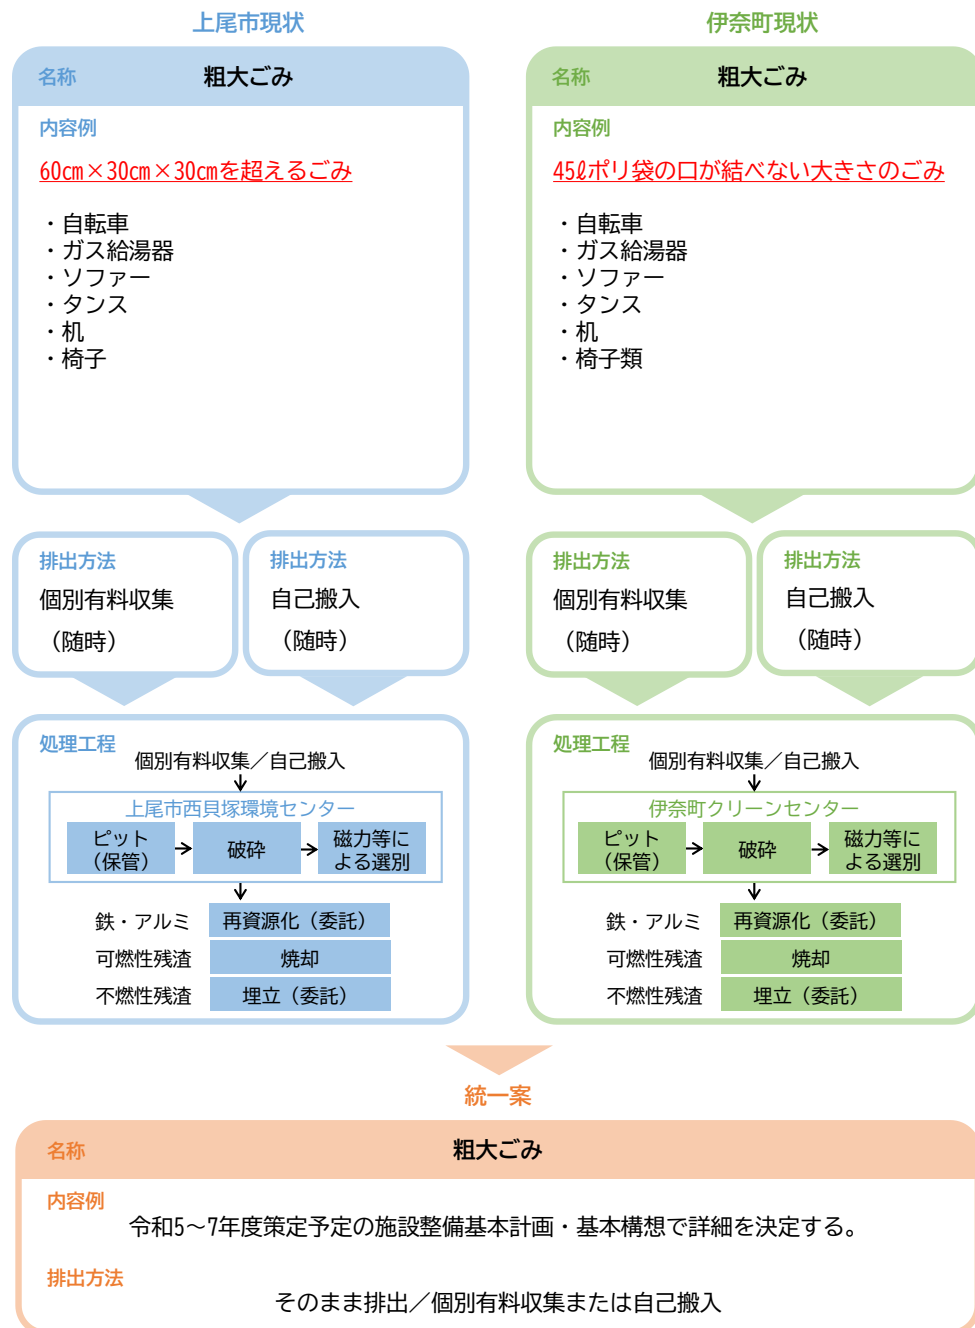 上尾市現状
名称
粗大ごみ
内容例
60cm×30cm×30cmを超えるごみ
・自転車
・ガス給湯器
・ソファー
・タンス
・机
・椅子
排出方法
個別有料収集
（随時）
排出方法
自己搬入
（随時）
処理工程
個別有料収集／自己搬入
上尾市西貝塚環境センター
ピット
（保管）
破砕
磁力等に
よる選別
鉄・アルミ
再資源化（委託）
可燃性残渣
焼却
不燃性残渣
埋立（委託）
伊奈町現状
名称
粗大ごみ
内容例
45ℓポリ袋の口が結べない大きさのごみ
・自転車
・ガス給湯器
・ソファー
・タンス
・机
・椅子類
排出方法
個別有料収集
（随時）
排出方法
自己搬入
（随時）
処理工程
個別有料収集／自己搬入
伊奈町クリーンセンター
ピット
（保管）
破砕
磁力等に
よる選別
鉄・アルミ
再資源化（委託）
可燃性残渣
焼却
不燃性残渣
埋立（委託）
統一案
名称
粗大ごみ
内容例
令和5～7年度策定予定の施設整備基本計画・基本構想で詳細を決定する。
排出方法
そのまま排出／個別有料収集または自己搬入